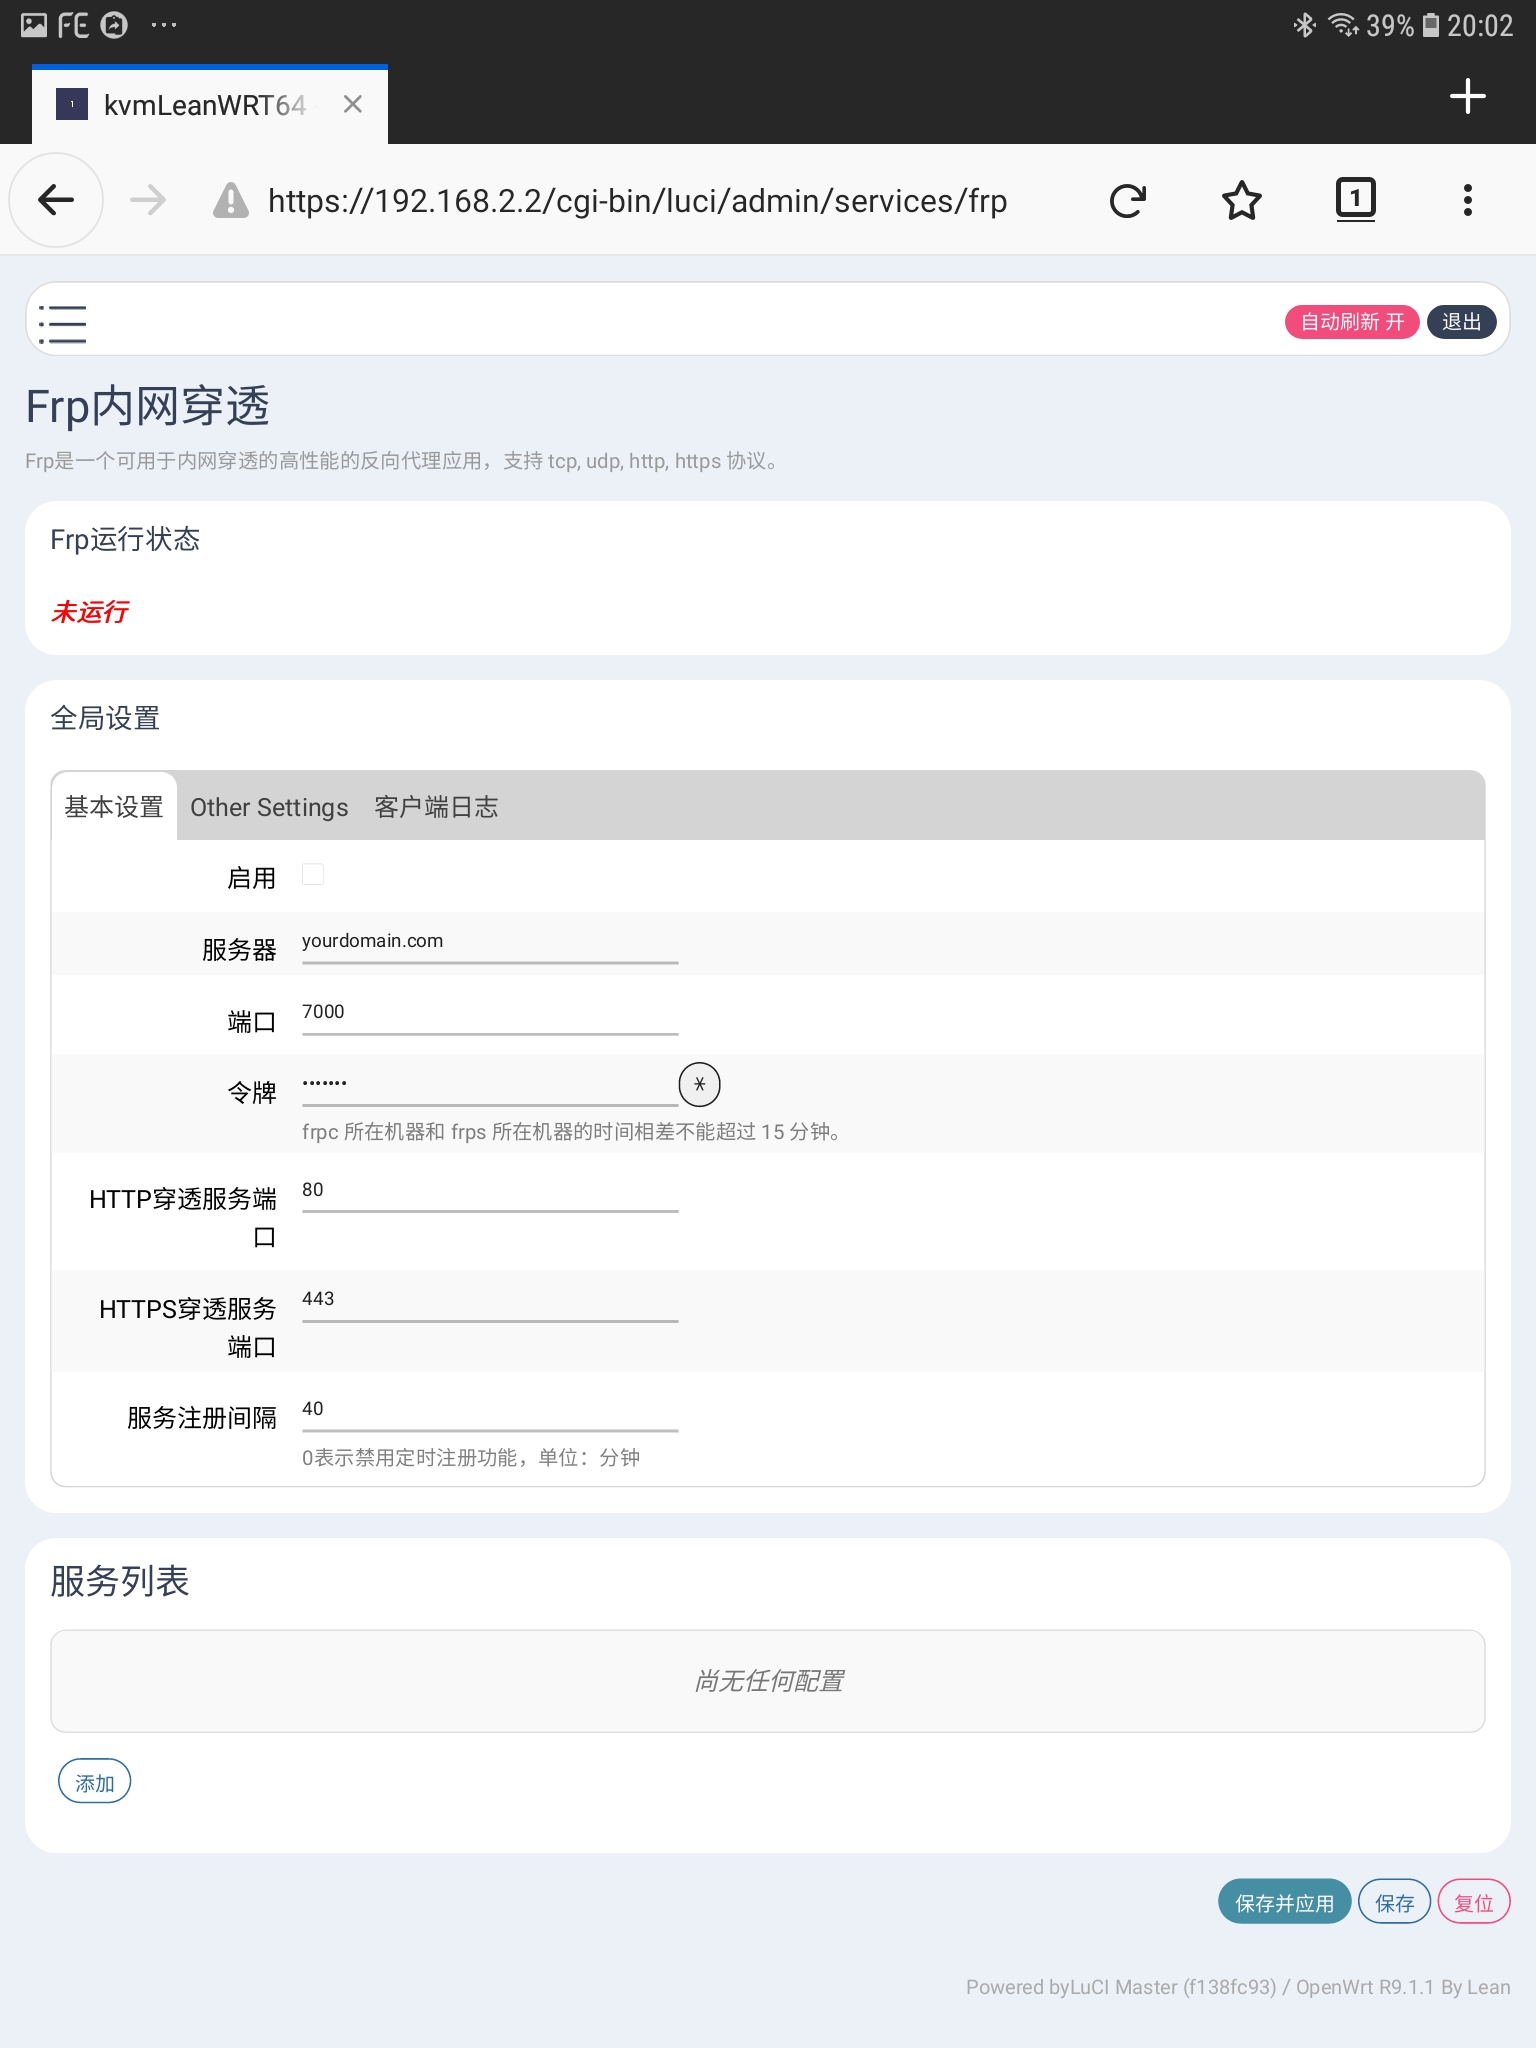 FE
39%
20:02
kvmLeanWRT64
https://192.168.2.2/cgi-bin/luci/admin/services/frp
1
自动刷新 开
退出
Frp内网穿透
Frp是一个可用于内网穿透的高性能的反向代理应用，支持 tcp, udp, http, https 协议。
Frp运行状态
未运行
全局设置
基本设置 Other Settings 客户端日志
启用
服务器 yourdomain.com
端口 7000
令牌 •••••••
frpc 所在机器和 frps 所在机器的时间相差不能超过 15 分钟。
HTTP穿透服务端 80
口
HTTPS穿透服务 443
端口
服务注册间隔 40
0表示禁用定时注册功能，单位：分钟
服务列表
尚无任何配置
添加
保存并应用 保存 复位
Powered byLuCI Master (f138fc93) / OpenWrt R9.1.1 By Lean